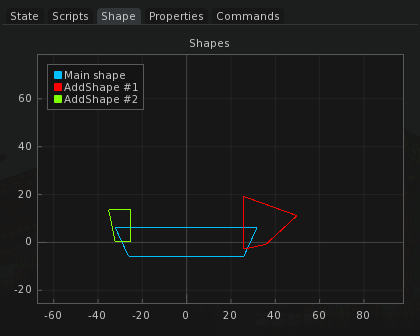 State Scripts Shape Properties Commands
Shapes
Main shape
AddShape #1
AddShape #2
60
40
20
0
-20
-60 -40 -20 0 20 40 60 80